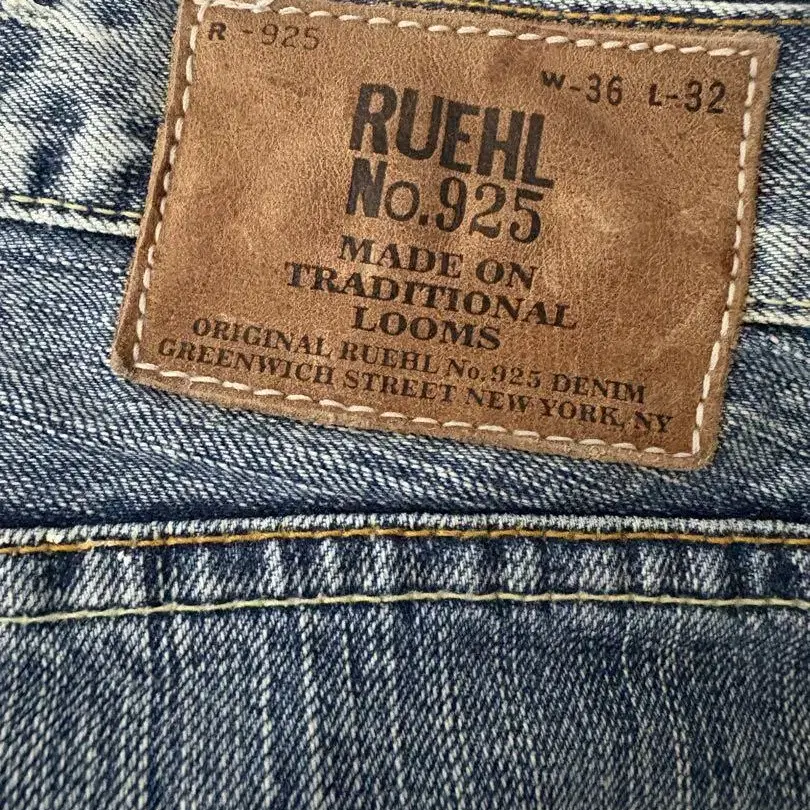 R-925
W-36 L-32
RUEHL
No.925
MADE ON
TRADITIONAL
LOOMS
ORIGINAL RUEHL No.925 DENIM
GREENWICH STREET NEW YORK, NY